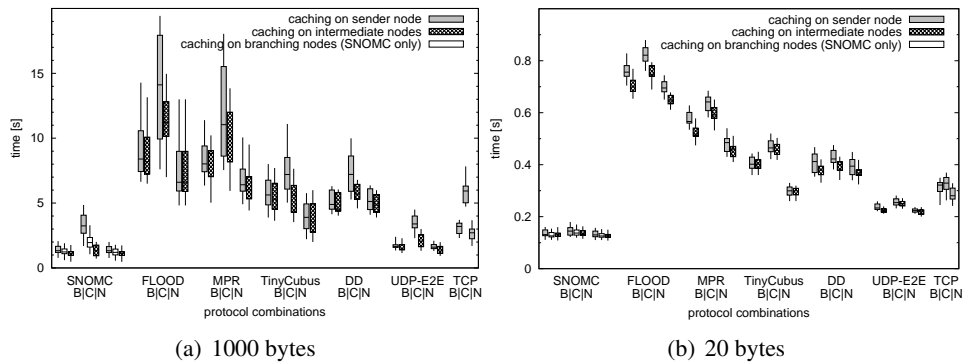 caching on sender node
caching on intermediate nodes
caching on branching nodes (SNOMC only)
time [s]
15
10
5
0
SNOMC FLOOD MPR TinyCubus DD UDP-E2E TCP
B|C|N B|C|N B|C|N B|C|N B|C|N B|C|N B|C|N
protocol combinations
(a) 1000 bytes
caching on sender node
caching on intermediate nodes
caching on branching nodes (SNOMC only)
time [s]
0.8
0.6
0.4
0.2
0
SNOMC FLOOD MPR TinyCubus DD UDP-E2E TCP
B|C|N B|C|N B|C|N B|C|N B|C|N B|C|N B|C|N
protocol combinations
(b) 20 bytes